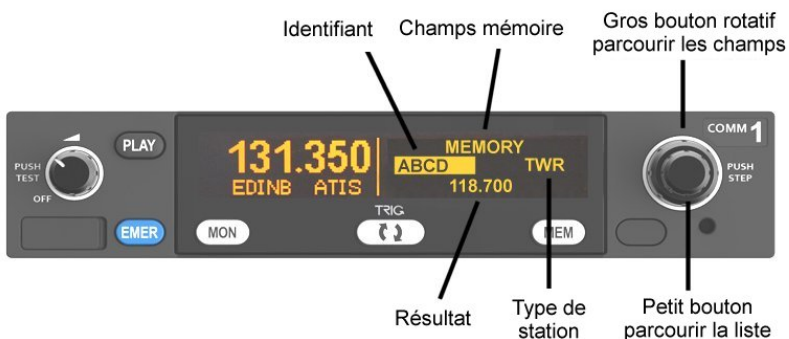 Identifiant
Champs mémoire
Gros bouton rotatif
parcourir les champs
COMM 1
PUSH
TEST
OFF
PLAY
131.350
EDINB ATIS
MEMORY
ABCD
TWR
118.700
PUSH
STEP
TRIG
EMER
MON
MEM
Résultat
Type de
station
Petit bouton
parcourir la liste